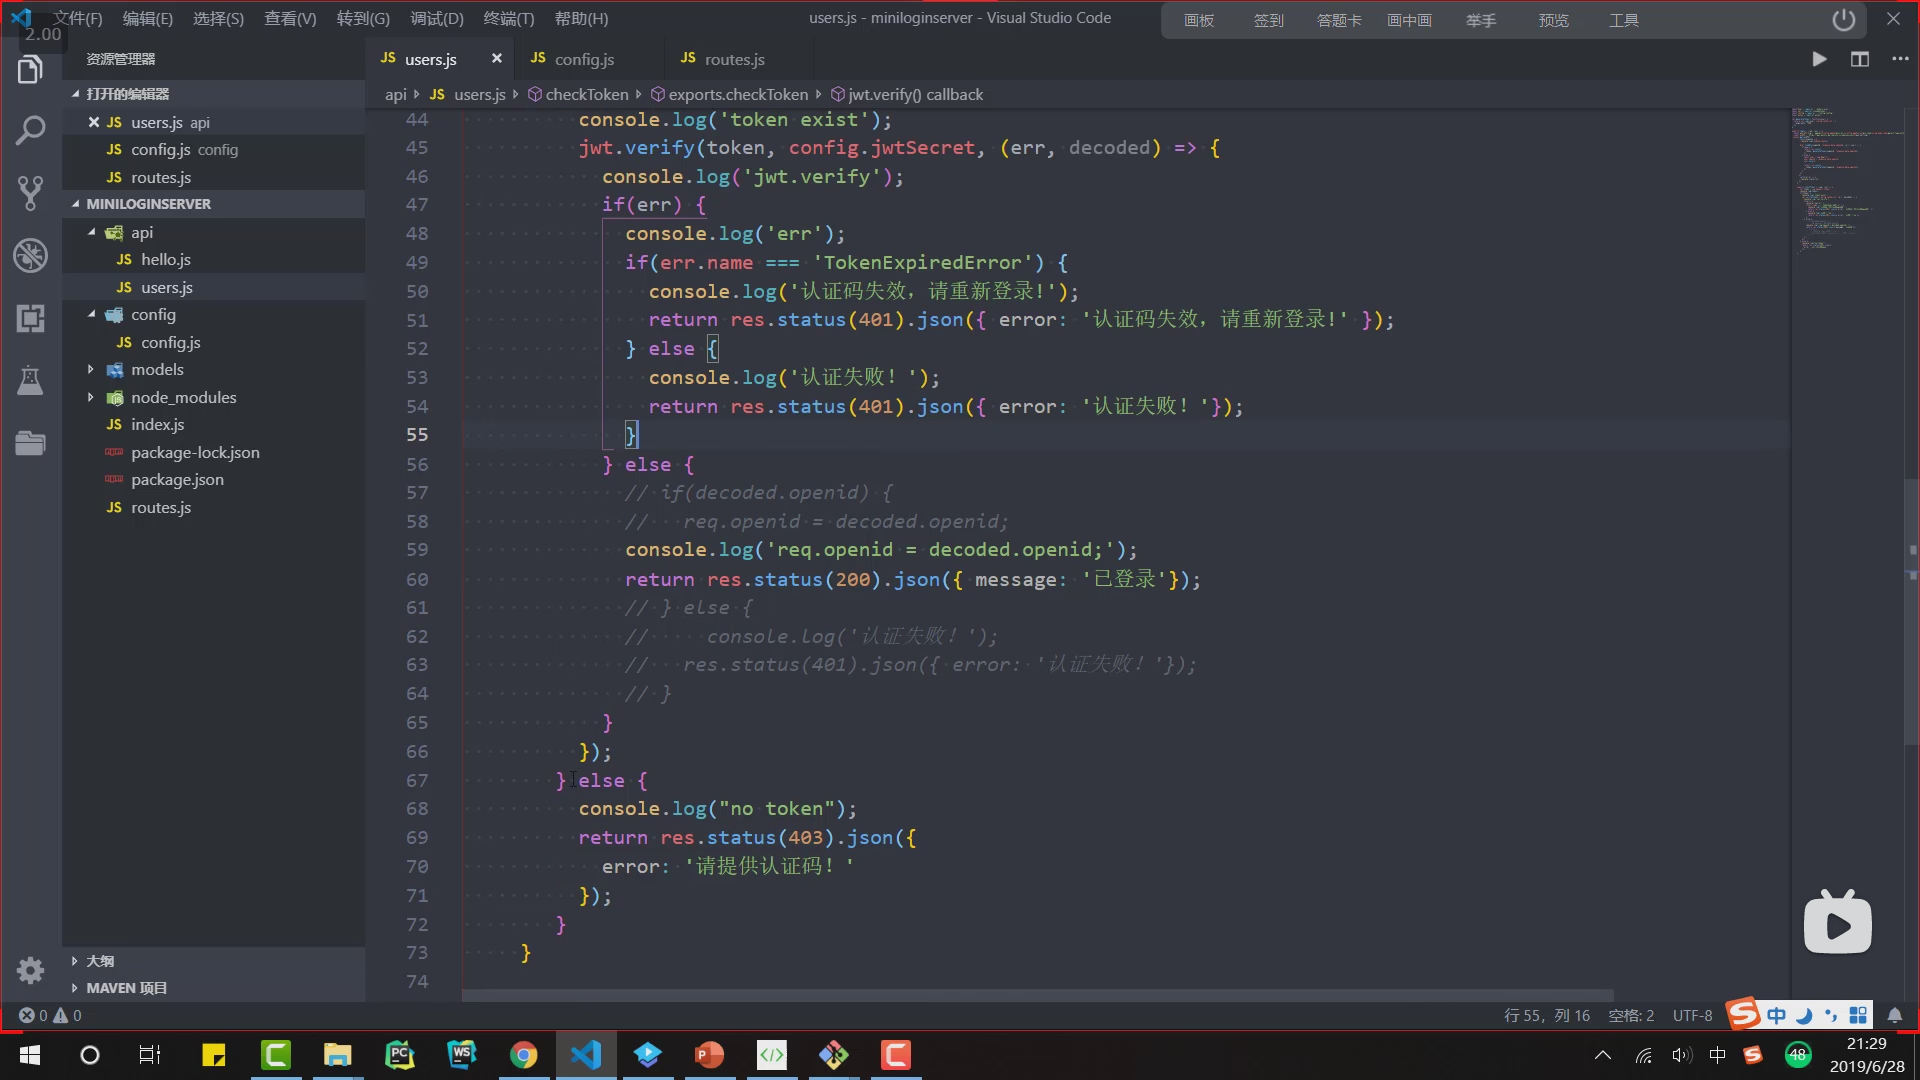 文件(F) 编辑(E) 选择(S) 查看(V) 转到(G) 调试(D) 终端(T) 帮助(H) users.js - miniloginserver - Visual Studio Code 画板 签到 答题卡 画中画 举手 预览 工具
2.00
资源管理器
JS users.js × JS config.js JS routes.js
打开的编辑器
api JS users.js checkToken exports.checkToken jwt.verify() callback
× JS users.js api
JS config.js config
JS routes.js
MINILOGINSERVER
api
JS hello.js
JS users.js
config
JS config.js
models
node_modules
JS index.js
package-lock.json
package.json
JS routes.js
大纲
MAVEN 项目
44 console.log('token exist');
45 jwt.verify(token, config.jwtSecret, (err, decoded) => {
46 console.log('jwt.verify');
47 if(err) {
48 console.log('err');
49 if(err.name === 'TokenExpiredError') {
50 console.log('认证码失效，请重新登录!');
51 return res.status(401).json({ error: '认证码失效，请重新登录!' });
52 } else {
53 console.log('认证失败！');
54 return res.status(401).json({ error: '认证失败！'});
55 }
56 } else {
57 // if(decoded.openid) {
58 //   req.openid = decoded.openid;
59 console.log('req.openid = decoded.openid;');
60 return res.status(200).json({ message: '已登录'});
61 // } else {
62 //     console.log('认证失败！');
63 //   res.status(401).json({ error: '认证失败！'});
64 // }
65 }
66 });
67 } else {
68 console.log("no token");
69 return res.status(403).json({
70 error: '请提供认证码！'
71 });
72 }
73 }
74
0 0 行 55，列 16 空格: 2 UTF-8 S 中
PC WS P C 中 S 48 21:29
2019/6/28